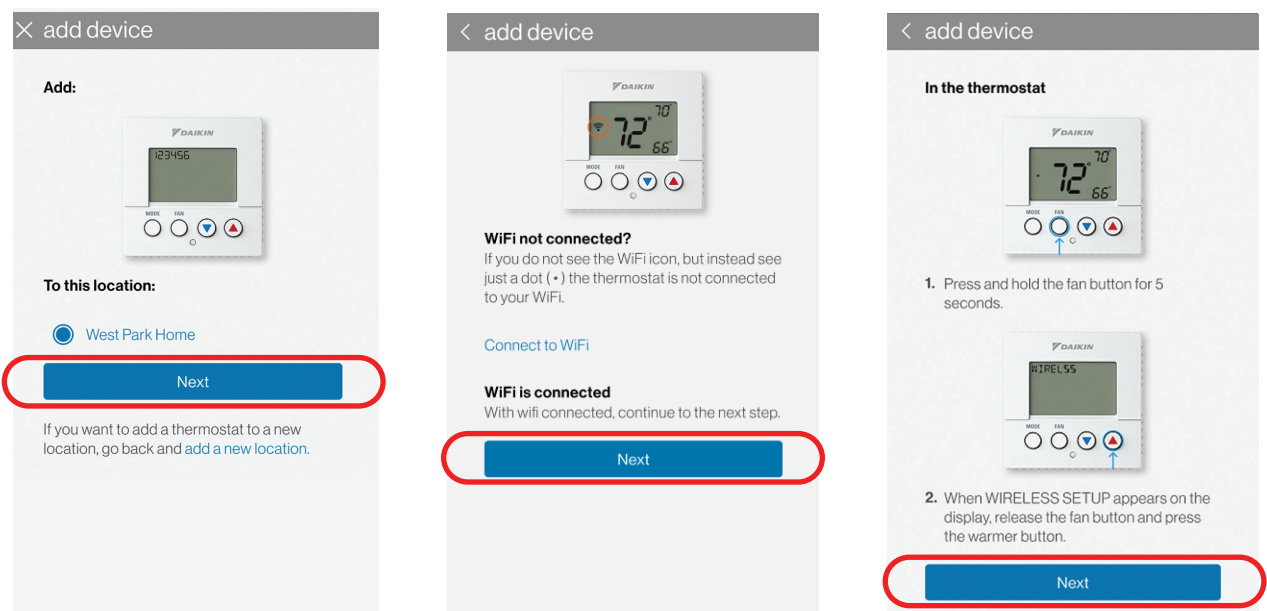 add device
Add:
DAIKIN
123456
MODE FAN
To this location:
West Park Home
Next
If you want to add a thermostat to a new
location, go back and add a new location.
add device
DAIKIN
70°
72°
66°
MODE FAN
WiFi not connected?
If you do not see the WiFi icon, but instead see
just a dot ( • ) the thermostat is not connected
to your WiFi.
Connect to WiFi
WiFi is connected
With wifi connected, continue to the next step.
Next
add device
In the thermostat
DAIKIN
70°
72°
66°
MODE FAN
1. Press and hold the fan button for 5
seconds.
DAIKIN
WIRELSS
MODE FAN
2. When WIRELESS SETUP appears on the
display, release the fan button and press
the warmer button.
Next